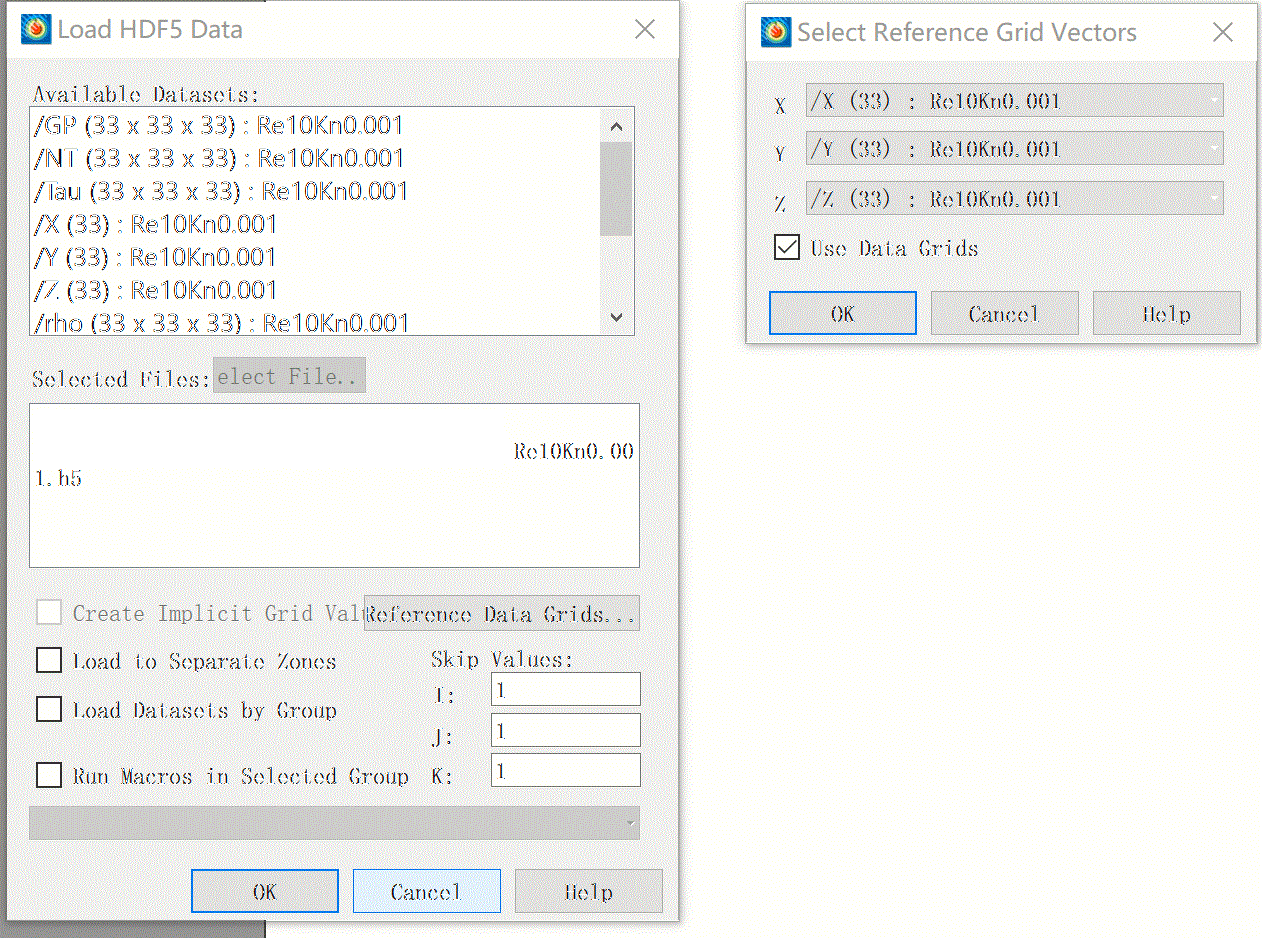 Load HDF5 Data
Available Datasets:
/GP (33 x 33 x 33) : Re10Kn0.001
/NT (33 x 33 x 33) : Re10Kn0.001
/Tau (33 x 33 x 33) : Re10Kn0.001
/X (33) : Re10Kn0.001
/Y (33) : Re10Kn0.001
/Z (33) : Re10Kn0.001
/rho (33 x 33 x 33) : Re10Kn0.001
Selected Files:
elect File..
Re10Kn0.00
1.h5
Create Implicit Grid Val
Reference Data Grids...
Load to Separate Zones
Skip Values:
I: 1
Load Datasets by Group
J: 1
Run Macros in Selected Group
K: 1
OK Cancel Help
Select Reference Grid Vectors
X /X (33) : Re10Kn0.001
Y /Y (33) : Re10Kn0.001
Z /Z (33) : Re10Kn0.001
Use Data Grids
OK Cancel Help